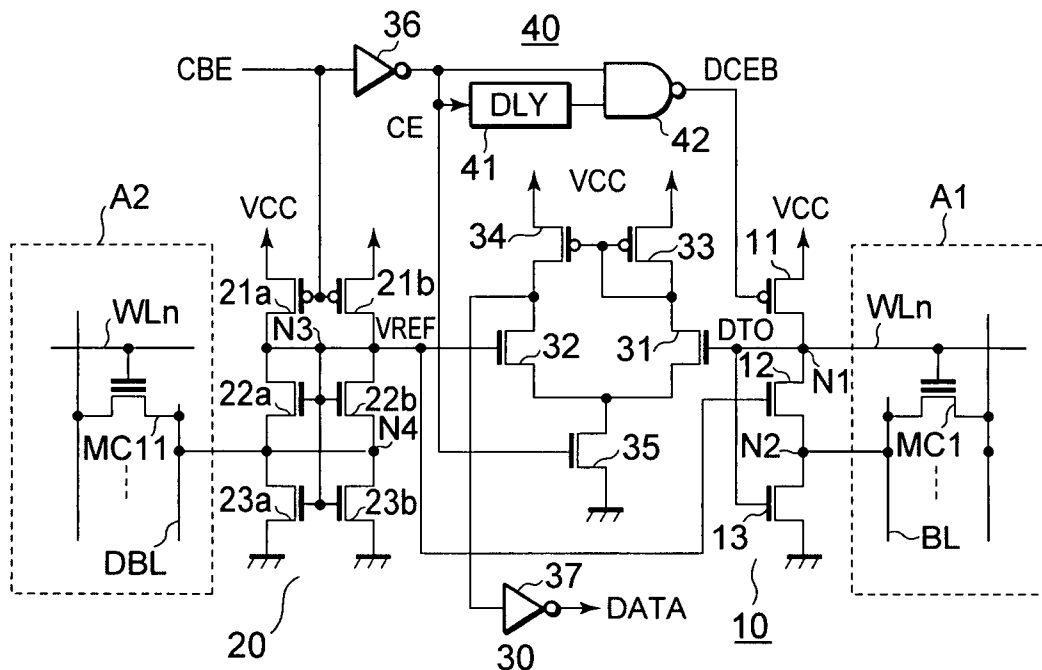 36
40
CBE
DCEB
DLY
CE
41
42
A2
VCC
VCC
VCC
A1
34
33
11
21a
21b
WLn
N3
VREF
DTO
WLn
32
31
12
N1
22a
22b
MC11
N4
35
N2
MC1
23a
23b
13
DBL
BL
37
DATA
20
30
10